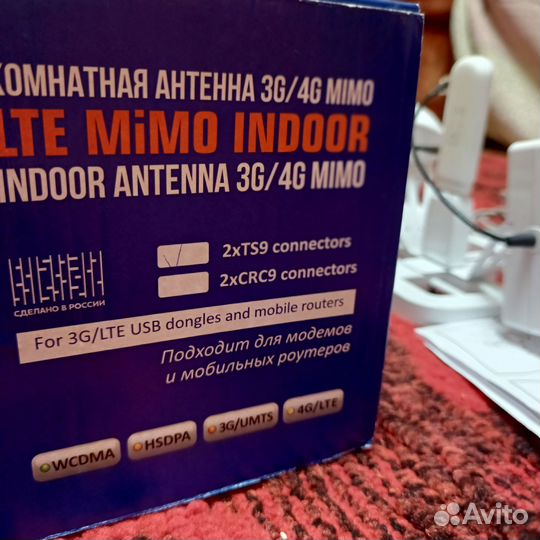 КОМНАТНАЯ АНТЕННА 3G/4G MIMO
LTE MiMO INDOOR
INDOOR ANTENNA 3G/4G MIMO
2xTS9 connectors
2xCRC9 connectors
СДЕЛАНО В РОССИИ
For 3G/LTE USB dongles and mobile routers
Подходит для модемов
и мобильных роутеров
WCDMA
HSDPA
3G/UMTS
4G/LTE
Avito